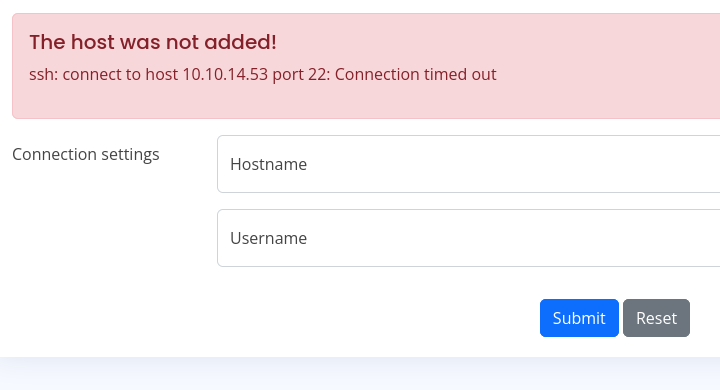 The host was not added!
ssh: connect to host 10.10.14.53 port 22: Connection timed out
Connection settings
Hostname
Username
Submit
Reset